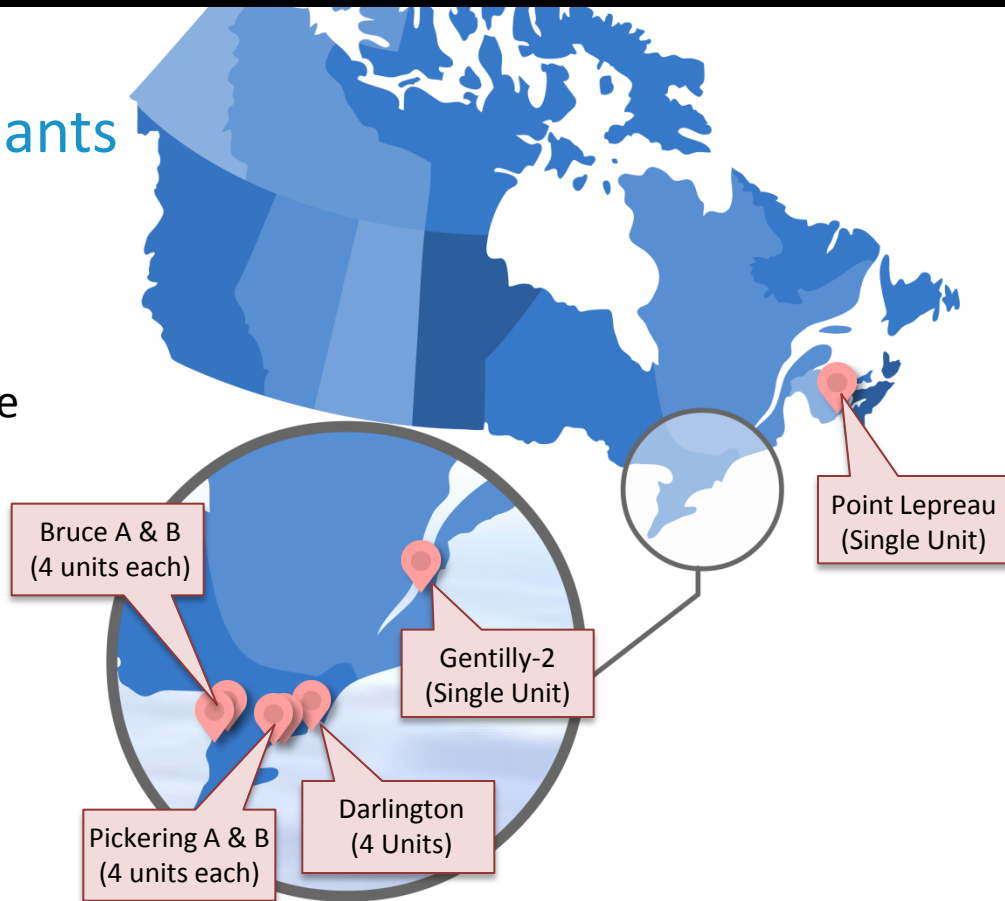 ants
e
Bruce A & B
(4 units each)
Point Lepreau
(Single Unit)
Gentilly-2
(Single Unit)
Darlington
(4 Units)
Pickering A & B
(4 units each)